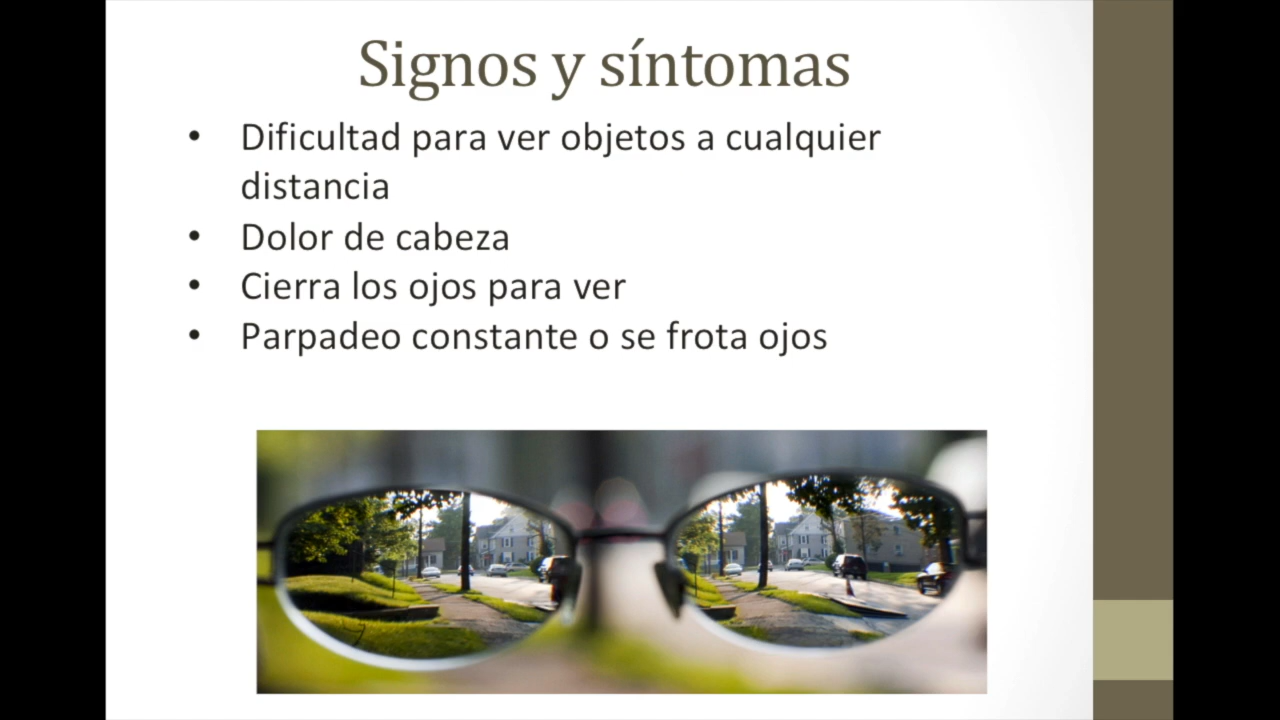 Signos y síntomas
• Dificultad para ver objetos a cualquier
distancia
• Dolor de cabeza
• Cierra los ojos para ver
• Parpadeo constante o se frota ojos